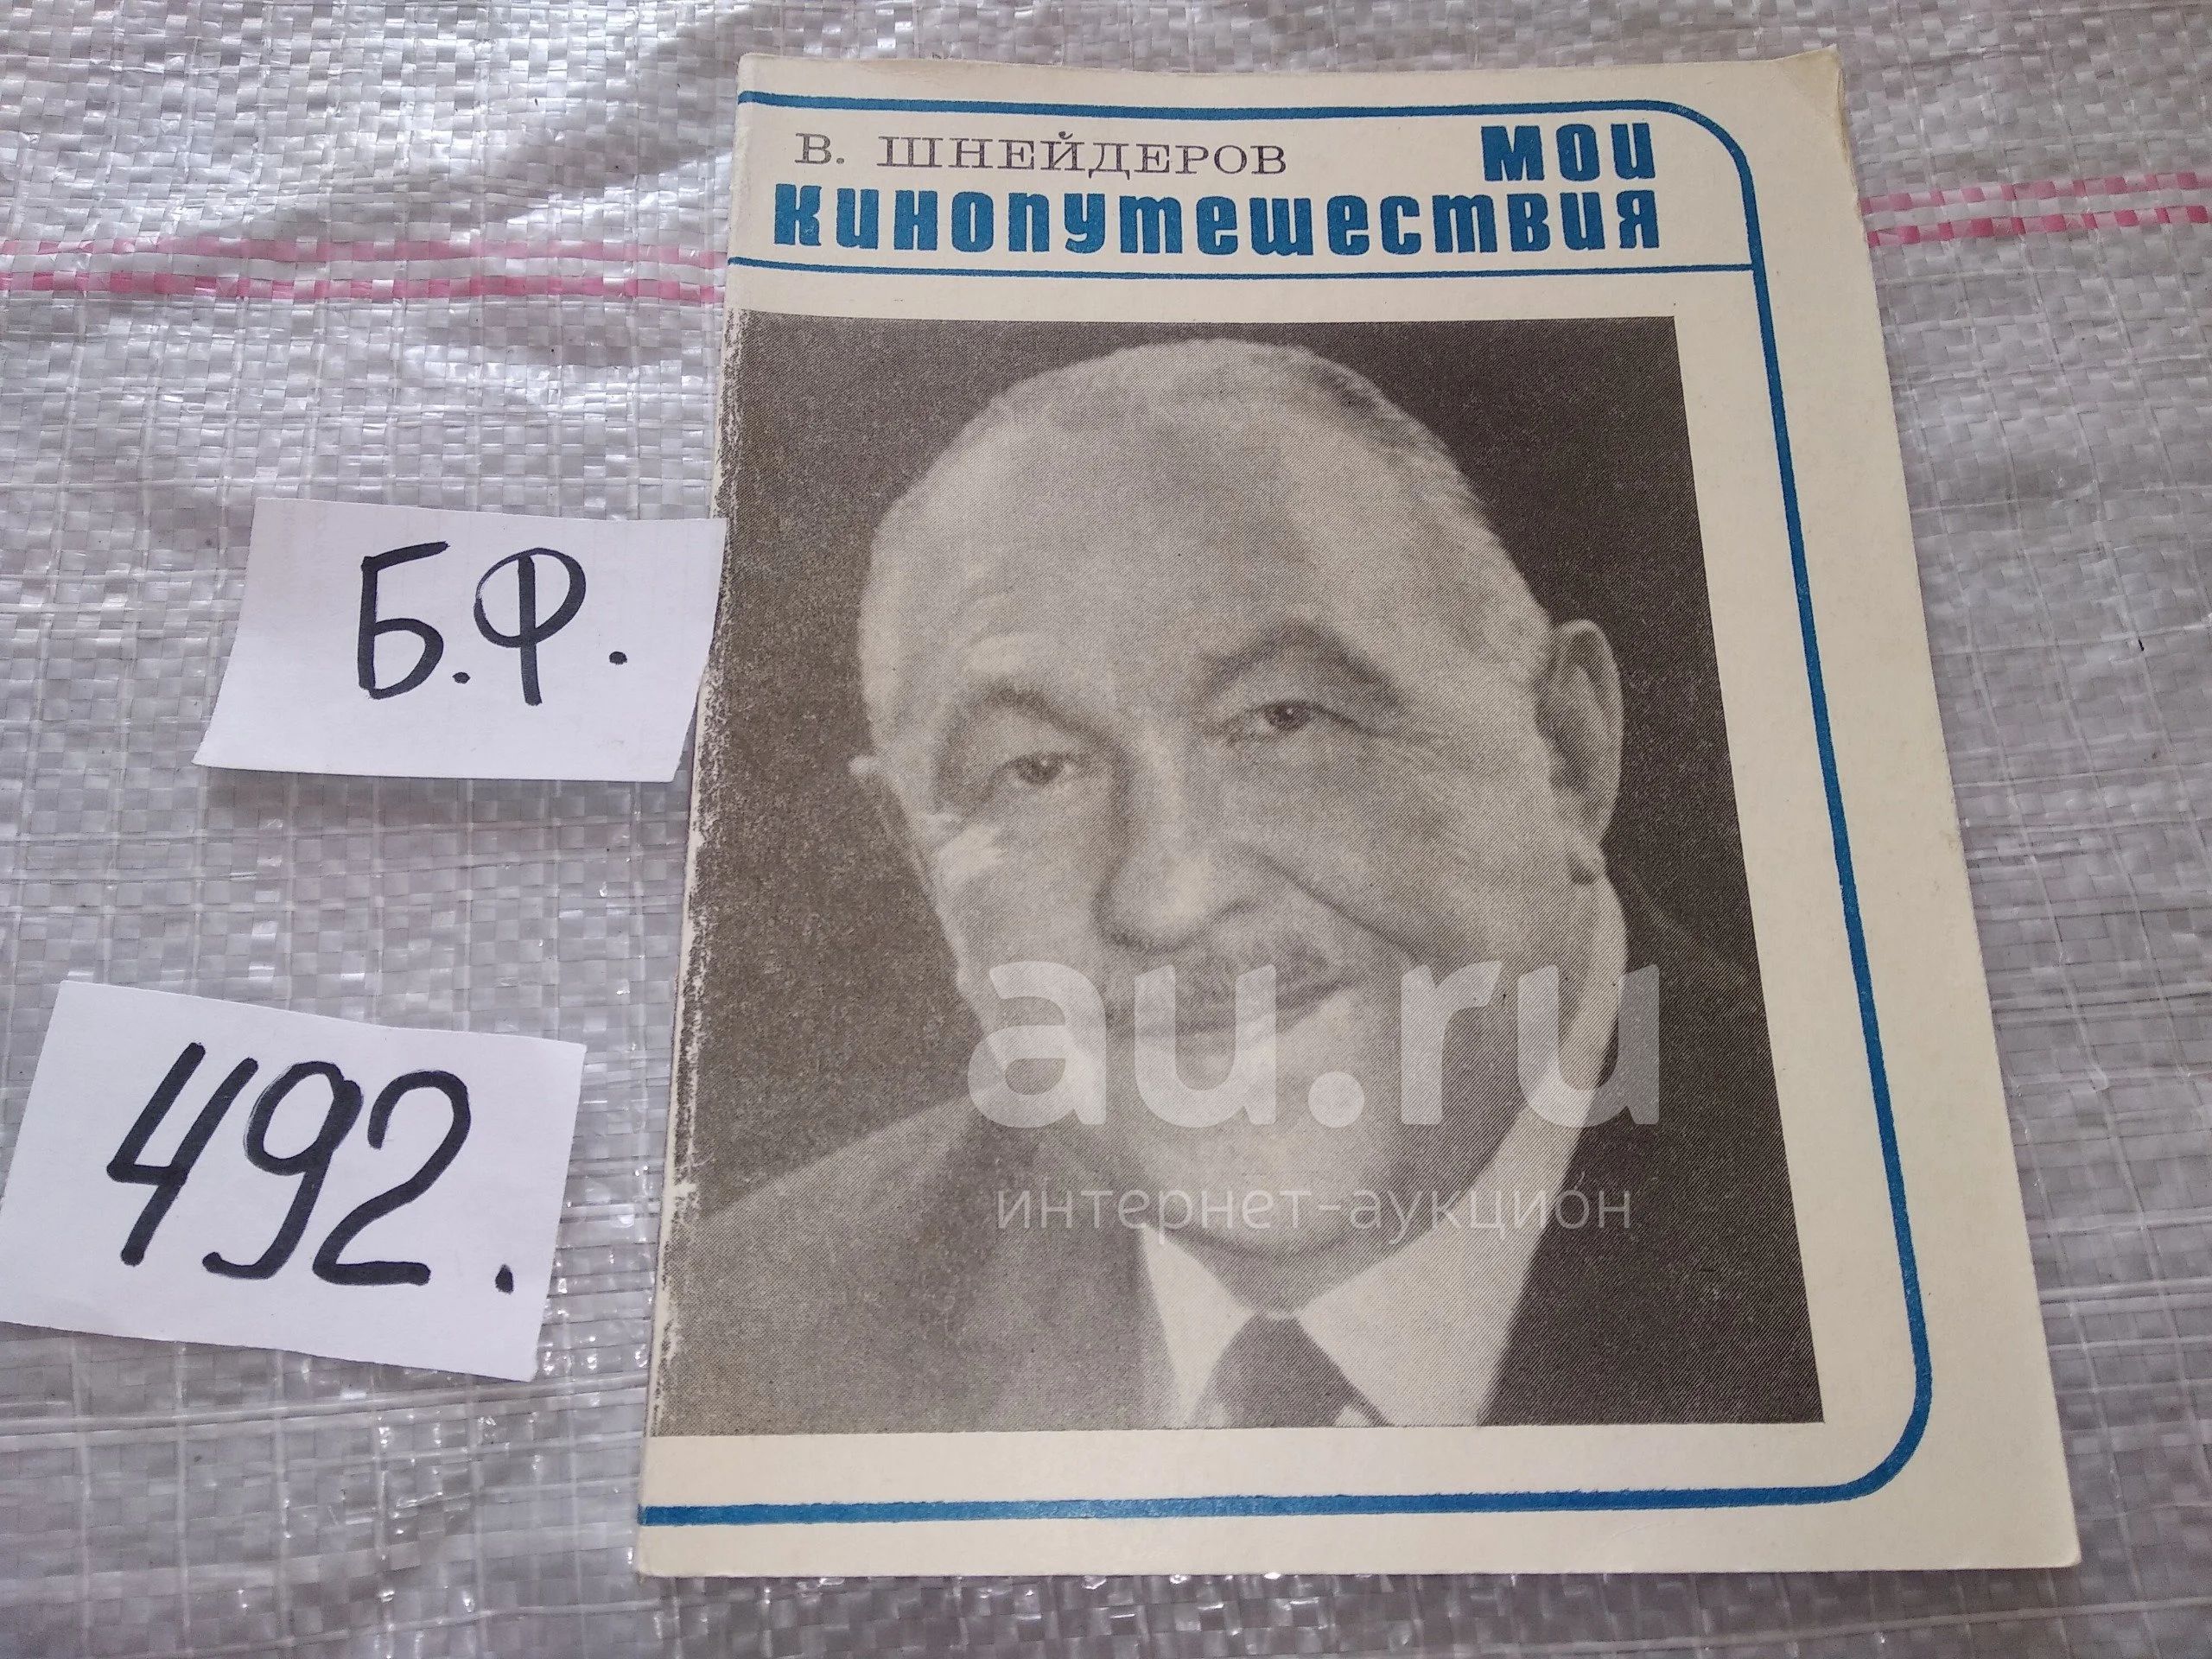 В. ШНЕЙДЕРОВ
МОИ
КИНОПУТЕШЕСТВИЯ
Б.Ф.
492.
au.ru
интернет-аукцион